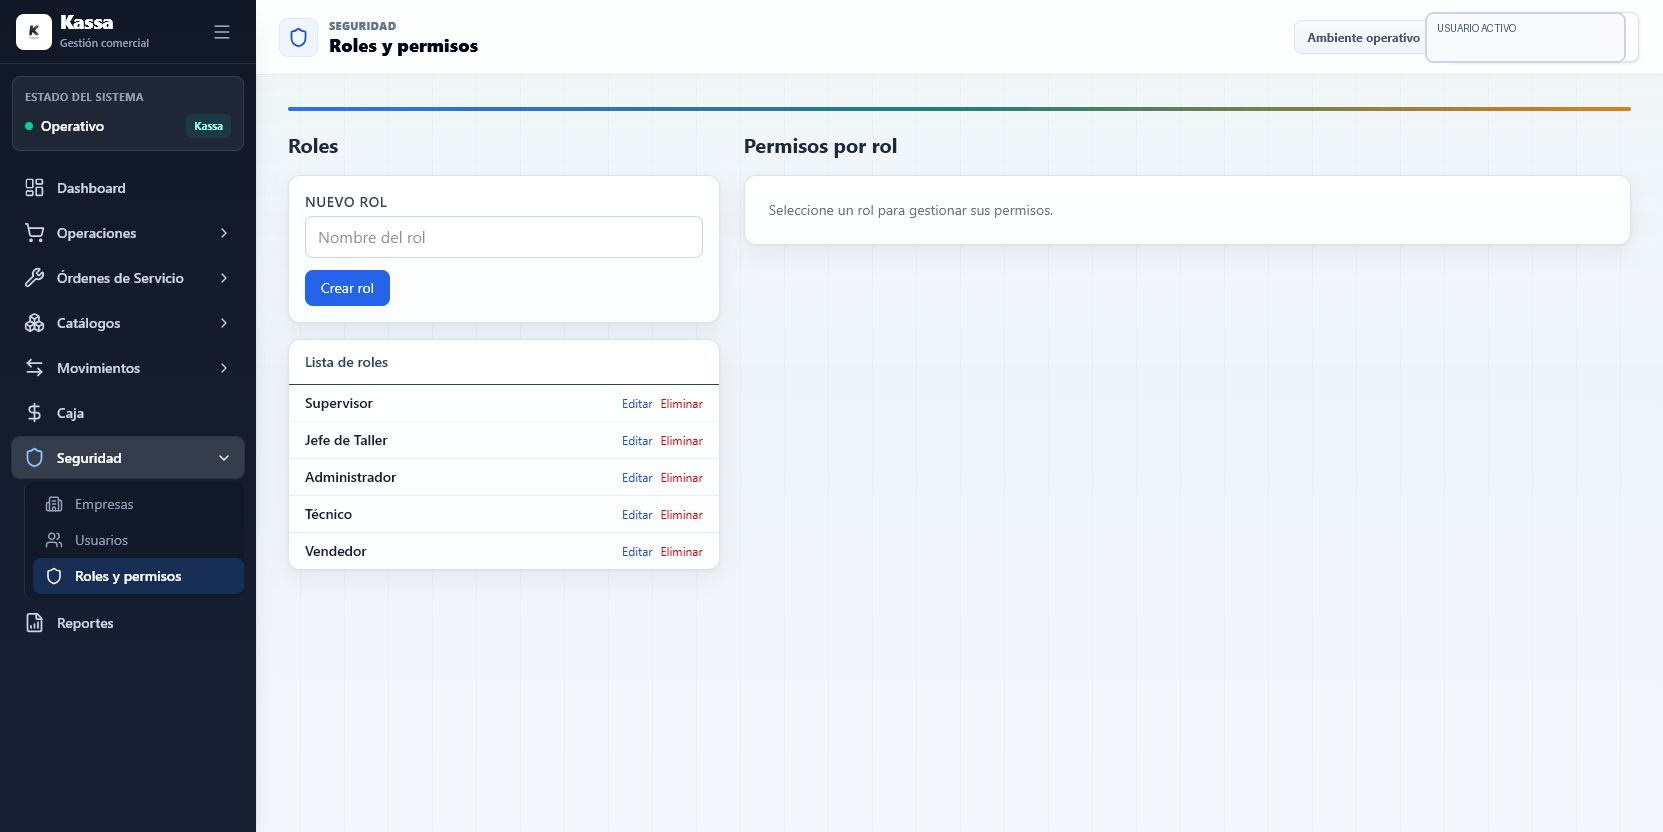 Kassa
Gestión comercial
ESTADO DEL SISTEMA
Operativo
Kassa
Dashboard
Operaciones
Órdenes de Servicio
Catálogos
Movimientos
Caja
Seguridad
Empresas
Usuarios
Roles y permisos
Reportes
SEGURIDAD
Roles y permisos
Ambiente operativo
USUARIO ACTIVO
Roles
NUEVO ROL
Nombre del rol
Crear rol
Lista de roles
Supervisor Editar Eliminar
Jefe de Taller Editar Eliminar
Administrador Editar Eliminar
Técnico Editar Eliminar
Vendedor Editar Eliminar
Permisos por rol
Seleccione un rol para gestionar sus permisos.